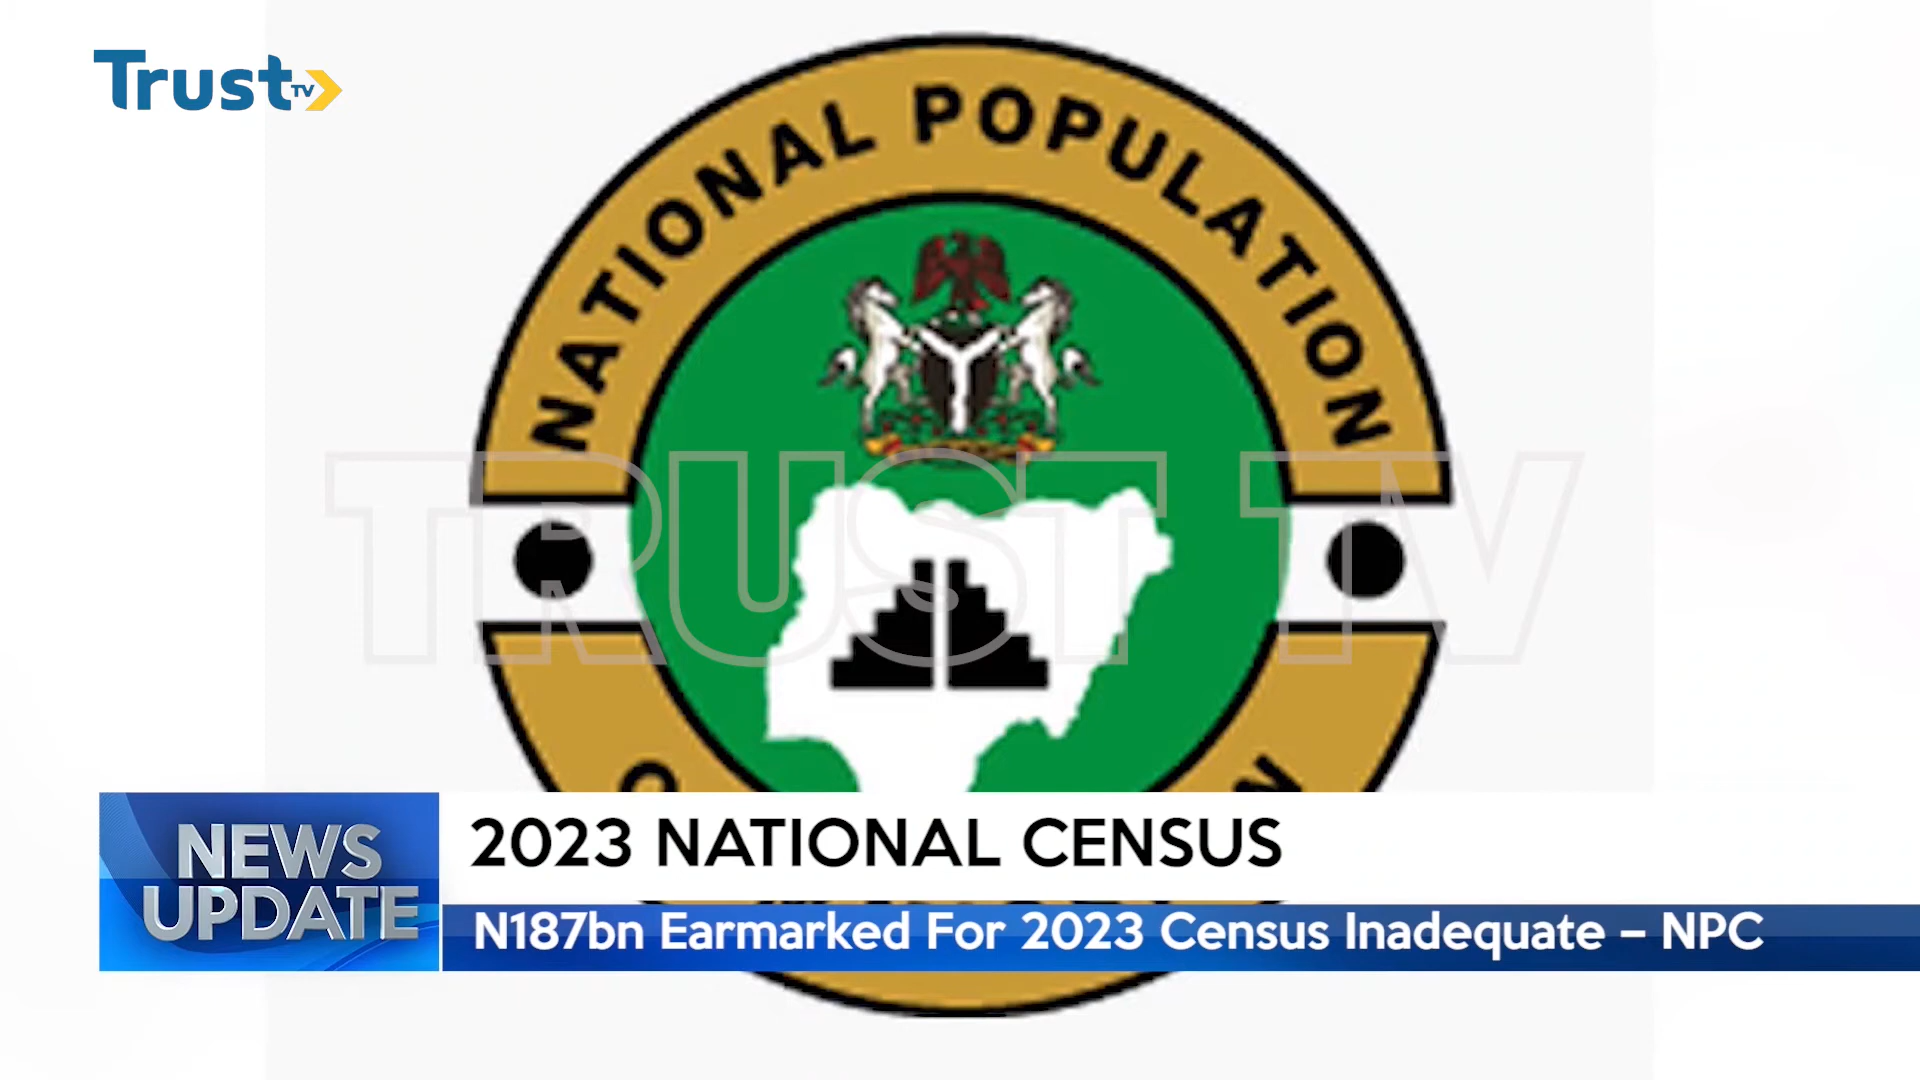 Trust TV
NATIONAL POPULATION
TRUST TV
NEWS
UPDATE
2023 NATIONAL CENSUS
N187bn Earmarked For 2023 Census Inadequate – NPC